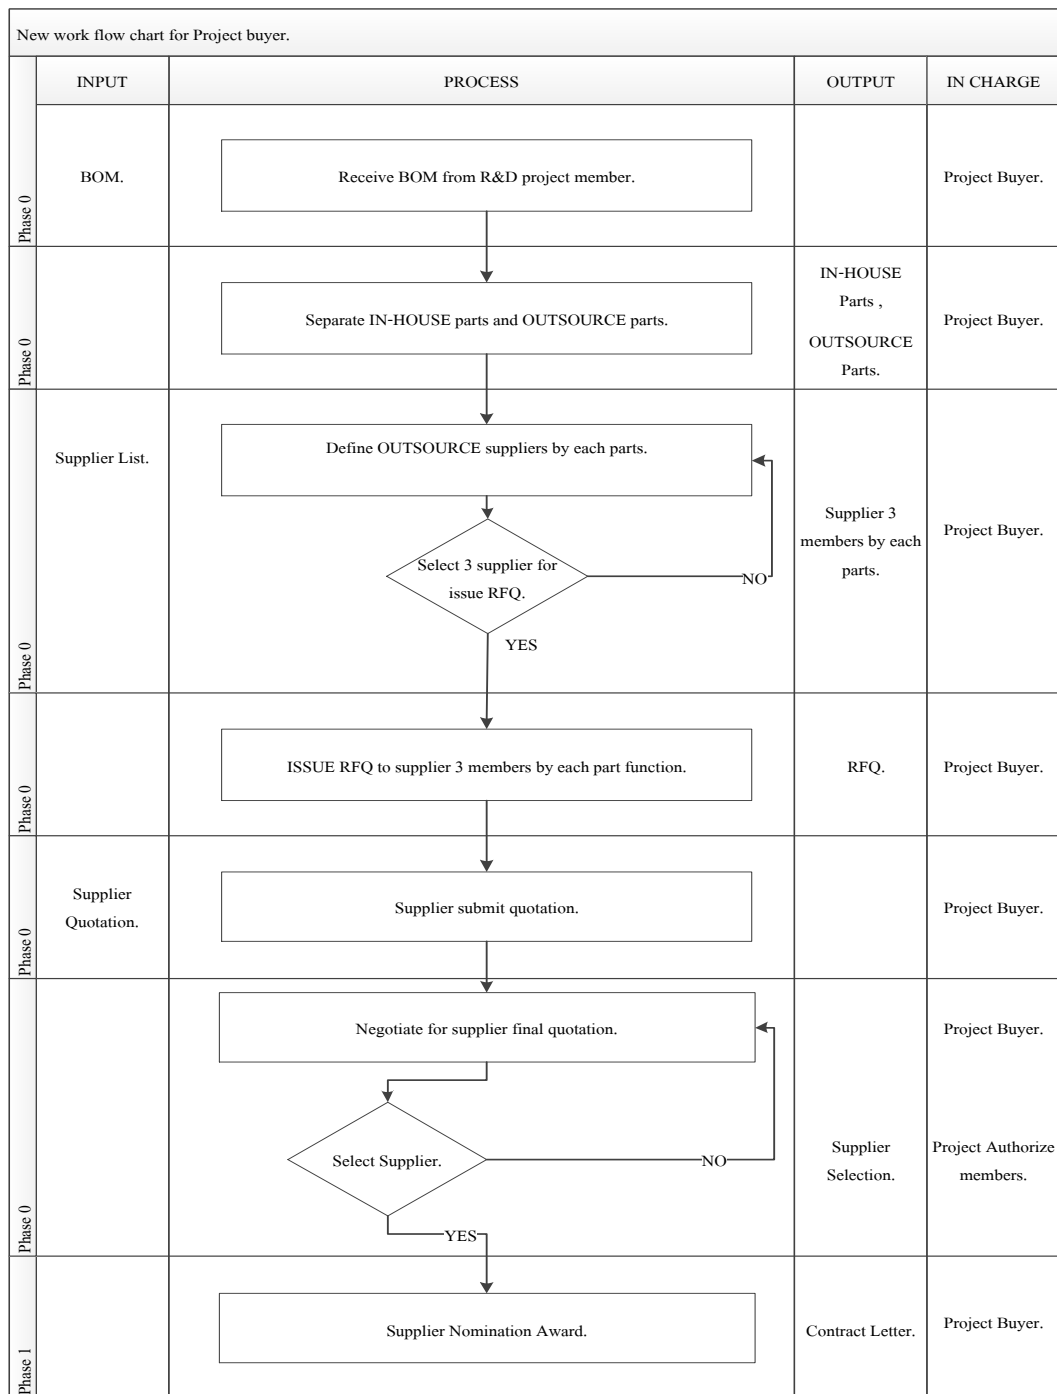 New work flow chart for Project buyer.
INPUT
PROCESS
OUTPUT
IN CHARGE
Phase 0
BOM.
Receive BOM from R&D project member.
Project Buyer.
Phase 0
Separate IN-HOUSE parts and OUTSOURCE parts.
IN-HOUSE
Parts ,
OUTSOURCE
Parts.
Project Buyer.
Phase 0
Supplier List.
Define OUTSOURCE suppliers by each parts.
Select 3 supplier for
issue RFQ.
NO
YES
Supplier 3
members by each
parts.
Project Buyer.
Phase 0
ISSUE RFQ to supplier 3 members by each part function.
RFQ.
Project Buyer.
Phase 0
Supplier
Quotation.
Supplier submit quotation.
Project Buyer.
Phase 0
Negotiate for supplier final quotation.
Project Buyer.
Select Supplier.
NO
YES
Supplier
Selection.
Project Authorize
members.
Phase 1
Supplier Nomination Award.
Contract Letter.
Project Buyer.